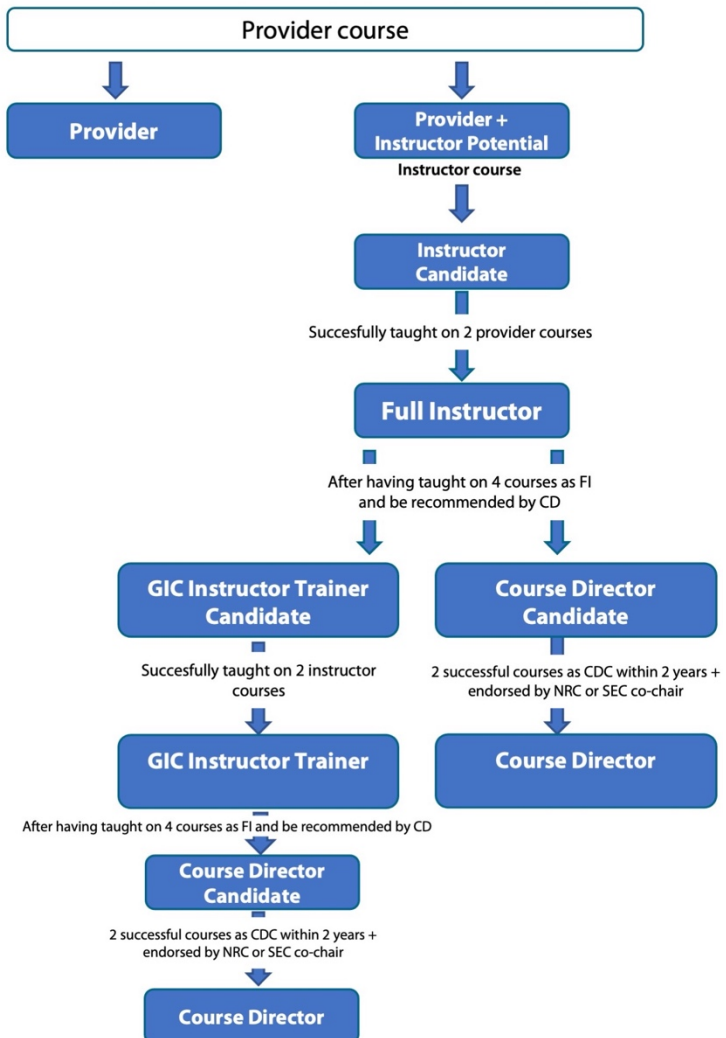 Provider course
Provider
Provider +
Instructor Potential
Instructor course
Instructor
Candidate
Succesfully taught on 2 provider courses
Full Instructor
After having taught on 4 courses as FI
and be recommended by CD
GIC Instructor Trainer
Candidate
Course Director
Candidate
Succesfully taught on 2 instructor
courses
2 successful courses as CDC within 2 years +
endorsed by NRC or SEC co-chair
GIC Instructor Trainer
Course Director
After having taught on 4 courses as FI and be recommended by CD
Course Director
Candidate
2 successful courses as CDC within 2 years +
endorsed by NRC or SEC co-chair
Course Director